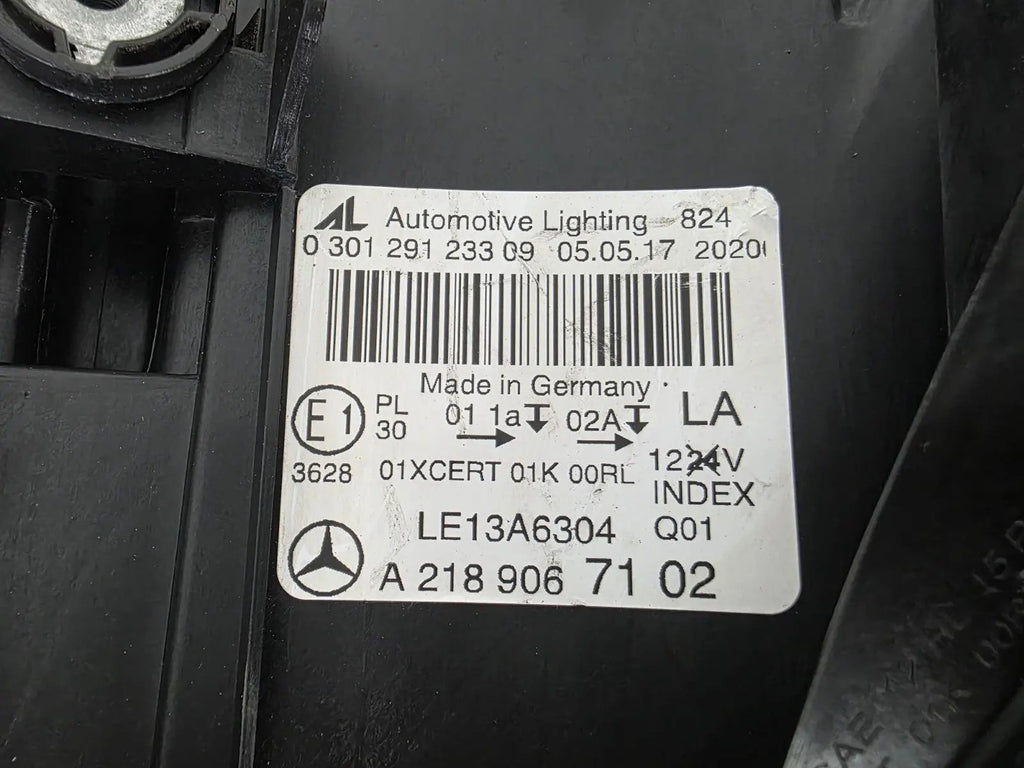 AL Automotive Lighting 824
0 301 291 233 09 05.05.17 2020
Made in Germany
E1 PL 30 01 1a 02A LA
3628 01XCERT 01K 00RL 1224V
INDEX
LE13A6304 Q01
A 218 906 71 02